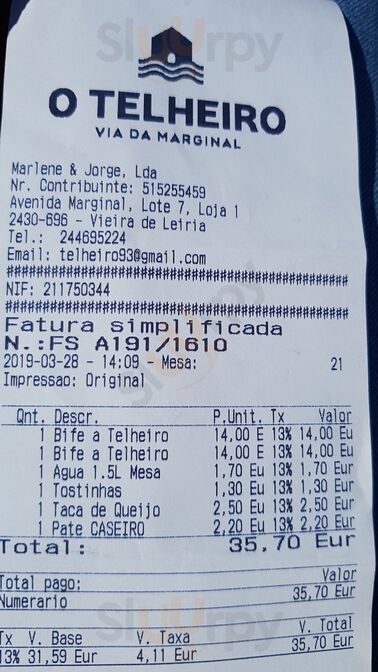 O TELHEIRO
VIA DA MARGINAL
Marlene & Jorge, Lda
Nr. Contribuinte: 515255459
Avenida Marginal, Lote 7, Loja 1
2430-696 - Vieira de Leiria
Tel.: 244695224
Email: telheiro93@gmail.com
##################################################
NIF: 211750344
##################################################
Fatura simplificada
N.:FS A191/1610
2019-03-28 - 14:09 - Mesa: 21
Impressao: Original
Qnt. Descr. P.Unit. Tx Valor
1 Bife a Telheiro 14,00 E 13% 14,00 Eu
1 Bife a Telheiro 14,00 E 13% 14,00 Eu
1 Agua 1.5L Mesa 1,70 Eu 13% 1,70 Eur
1 Tostinhas 1,30 Eu 13% 1,30 Eur
1 Taca de Queijo 2,50 Eu 13% 2,50 Eur
1 Pate CASEIRO 2,20 Eu 13% 2,20 Eur
Total: 35,70 Eur
Total pago: Valor
Numerario 35,70 Eur
Tx V. Base V. Taxa V. Total
13% 31,59 Eur 4,11 Eur 35,70 Eur
Sluurpy